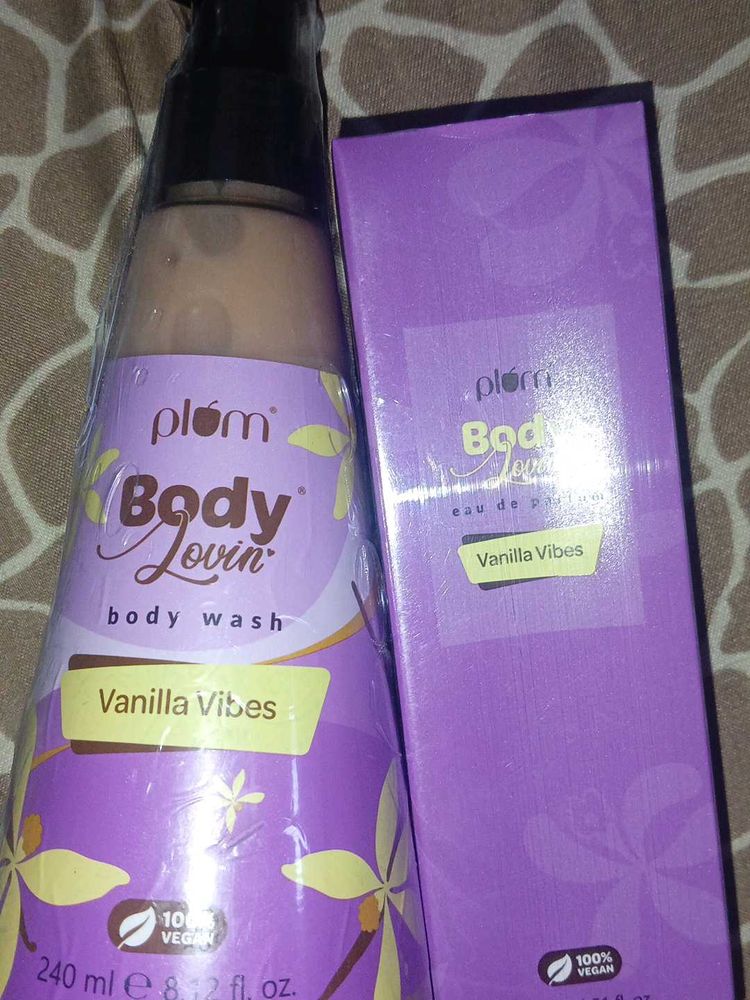 plum®
Body®
Lovin'
body wash
Vanilla Vibes
100%
VEGAN
240 ml ℮ 8.12 fl. oz.
plum
Body
Lovin'
eau de parfum
Vanilla Vibes
100%
VEGAN